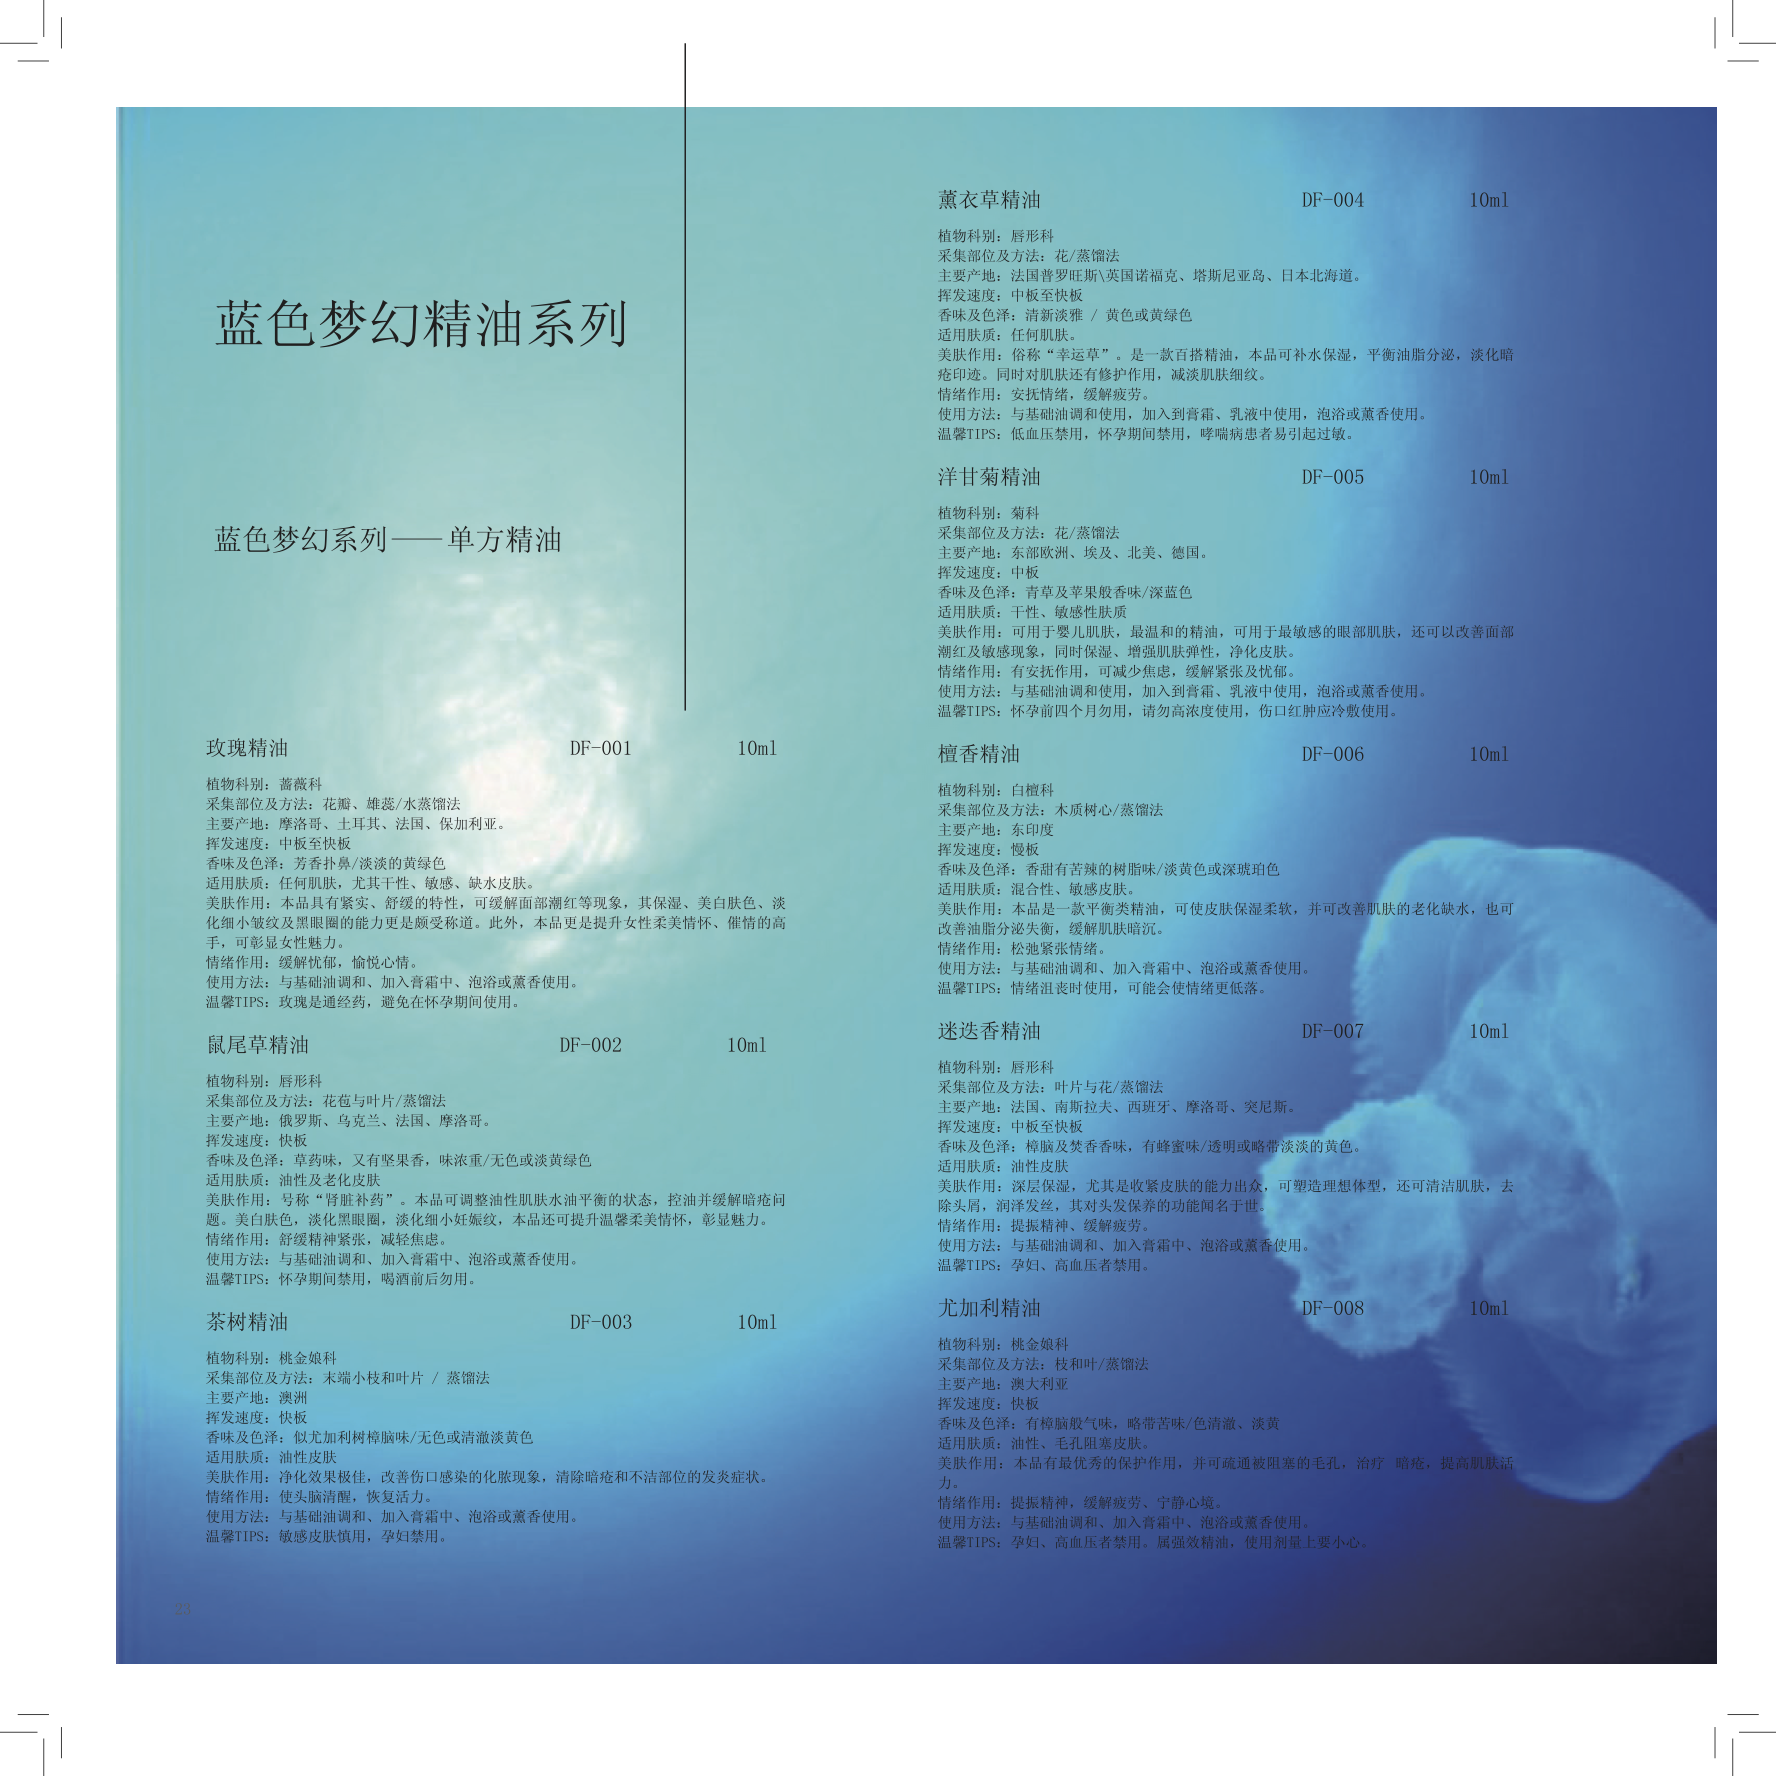 蓝色梦幻精油系列
蓝色梦幻系列——单方精油
玫瑰精油 DF-001 10ml
植物科别：蔷薇科
采集部位及方法：花瓣、雄蕊/水蒸馏法
主要产地：摩洛哥、土耳其、法国、保加利亚。
挥发速度：中板至快板
香味及色泽：芳香扑鼻/淡淡的黄绿色
适用肤质：任何肌肤，尤其干性、敏感、缺水皮肤。
美肤作用：本品具有紧实、舒缓的特性，可缓解面部潮红等现象，其保湿、美白肤色、淡
化细小皱纹及黑眼圈的能力更是颇受称道。此外，本品更是提升女性柔美情怀、催情的高
手，可彰显女性魅力。
情绪作用：缓解忧郁，愉悦心情。
使用方法：与基础油调和、加入膏霜中、泡浴或薰香使用。
温馨TIPS：玫瑰是通经药，避免在怀孕期间使用。
鼠尾草精油 DF-002 10ml
植物科别：唇形科
采集部位及方法：花苞与叶片/蒸馏法
主要产地：俄罗斯、乌克兰、法国、摩洛哥。
挥发速度：快板
香味及色泽：草药味，又有坚果香，味浓重/无色或淡黄绿色
适用肤质：油性及老化皮肤
美肤作用：号称“肾脏补药”。本品可调整油性肌肤水油平衡的状态，控油并缓解暗疮问
题。美白肤色，淡化黑眼圈，淡化细小妊娠纹，本品还可提升温馨柔美情怀，彰显魅力。
情绪作用：舒缓精神紧张，减轻焦虑。
使用方法：与基础油调和、加入膏霜中、泡浴或薰香使用。
温馨TIPS：怀孕期间禁用，喝酒前后勿用。
茶树精油 DF-003 10ml
植物科别：桃金娘科
采集部位及方法：末端小枝和叶片 / 蒸馏法
主要产地：澳洲
挥发速度：快板
香味及色泽：似尤加利树樟脑味/无色或清澈淡黄色
适用肤质：油性皮肤
美肤作用：净化效果极佳，改善伤口感染的化脓现象，清除暗疮和不洁部位的发炎症状。
情绪作用：使头脑清醒，恢复活力。
使用方法：与基础油调和、加入膏霜中、泡浴或薰香使用。
温馨TIPS：敏感皮肤慎用，孕妇禁用。
23
薰衣草精油 DF-004 10ml
植物科别：唇形科
采集部位及方法：花/蒸馏法
主要产地：法国普罗旺斯\英国诺福克、塔斯尼亚岛、日本北海道。
挥发速度：中板至快板
香味及色泽：清新淡雅 / 黄色或黄绿色
适用肤质：任何肌肤。
美肤作用：俗称“幸运草”。是一款百搭精油，本品可补水保湿，平衡油脂分泌，淡化暗
疮印迹。同时对肌肤还有修护作用，减淡肌肤细纹。
情绪作用：安抚情绪，缓解疲劳。
使用方法：与基础油调和使用，加入到膏霜、乳液中使用，泡浴或薰香使用。
温馨TIPS：低血压禁用，怀孕期间禁用，哮喘病患者易引起过敏。
洋甘菊精油 DF-005 10ml
植物科别：菊科
采集部位及方法：花/蒸馏法
主要产地：东部欧洲、埃及、北美、德国。
挥发速度：中板
香味及色泽：青草及苹果般香味/深蓝色
适用肤质：干性、敏感性肤质
美肤作用：可用于婴儿肌肤，最温和的精油，可用于最敏感的眼部肌肤，还可以改善面部
潮红及敏感现象，同时保湿、增强肌肤弹性，净化皮肤。
情绪作用：有安抚作用，可减少焦虑，缓解紧张及忧郁。
使用方法：与基础油调和使用，加入到膏霜、乳液中使用，泡浴或薰香使用。
温馨TIPS：怀孕前四个月勿用，请勿高浓度使用，伤口红肿应冷敷使用。
檀香精油 DF-006 10ml
植物科别：白檀科
采集部位及方法：木质树心/蒸馏法
主要产地：东印度
挥发速度：慢板
香味及色泽：香甜有苦辣的树脂味/淡黄色或深琥珀色
适用肤质：混合性、敏感皮肤。
美肤作用：本品是一款平衡类精油，可使皮肤保湿柔软，并可改善肌肤的老化缺水，也可
改善油脂分泌失衡，缓解肌肤暗沉。
情绪作用：松弛紧张情绪。
使用方法：与基础油调和、加入膏霜中、泡浴或薰香使用。
温馨TIPS：情绪沮丧时使用，可能会使情绪更低落。
迷迭香精油 DF-007 10ml
植物科别：唇形科
采集部位及方法：叶片与花/蒸馏法
主要产地：法国、南斯拉夫、西班牙、摩洛哥、突尼斯。
挥发速度：中板至快板
香味及色泽：樟脑及焚香香味，有蜂蜜味/透明或略带淡淡的黄色。
适用肤质：油性皮肤
美肤作用：深层保湿，尤其是收紧皮肤的能力出众，可塑造理想体型，还可清洁肌肤，去
除头屑，润泽发丝，其对头发保养的功能闻名于世。
情绪作用：提振精神、缓解疲劳。
使用方法：与基础油调和、加入膏霜中、泡浴或薰香使用。
温馨TIPS：孕妇、高血压者禁用。
尤加利精油 DF-008 10ml
植物科别：桃金娘科
采集部位及方法：枝和叶/蒸馏法
主要产地：澳大利亚
挥发速度：快板
香味及色泽：有樟脑般气味，略带苦味/色清澈、淡黄
适用肤质：油性、毛孔阻塞皮肤。
美肤作用：本品有最优秀的保护作用，并可疏通被阻塞的毛孔，治疗 暗疮，提高肌肤活
力。
情绪作用：提振精神，缓解疲劳、宁静心境。
使用方法：与基础油调和、加入膏霜中、泡浴或薰香使用。
温馨TIPS：孕妇、高血压者禁用。属强效精油，使用剂量上要小心。